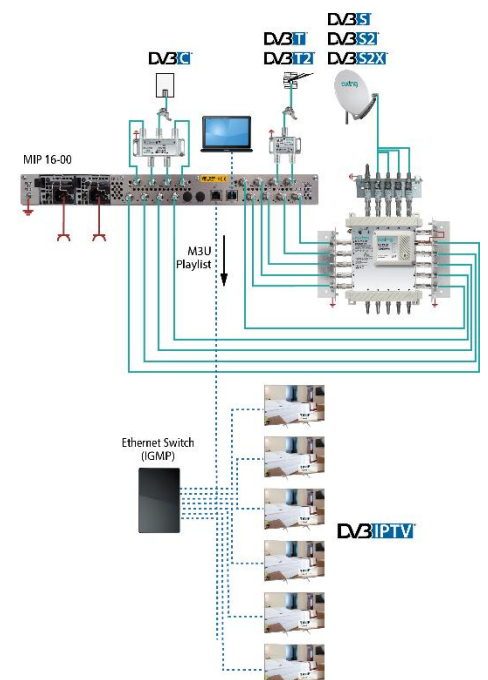 DVB S
DVB T
DVB S2
DVB C
DVB T2
DVB S2X
MIP 16-00
M3U
Playlist
Ethernet Switch
(IGMP)
DVB IPTV